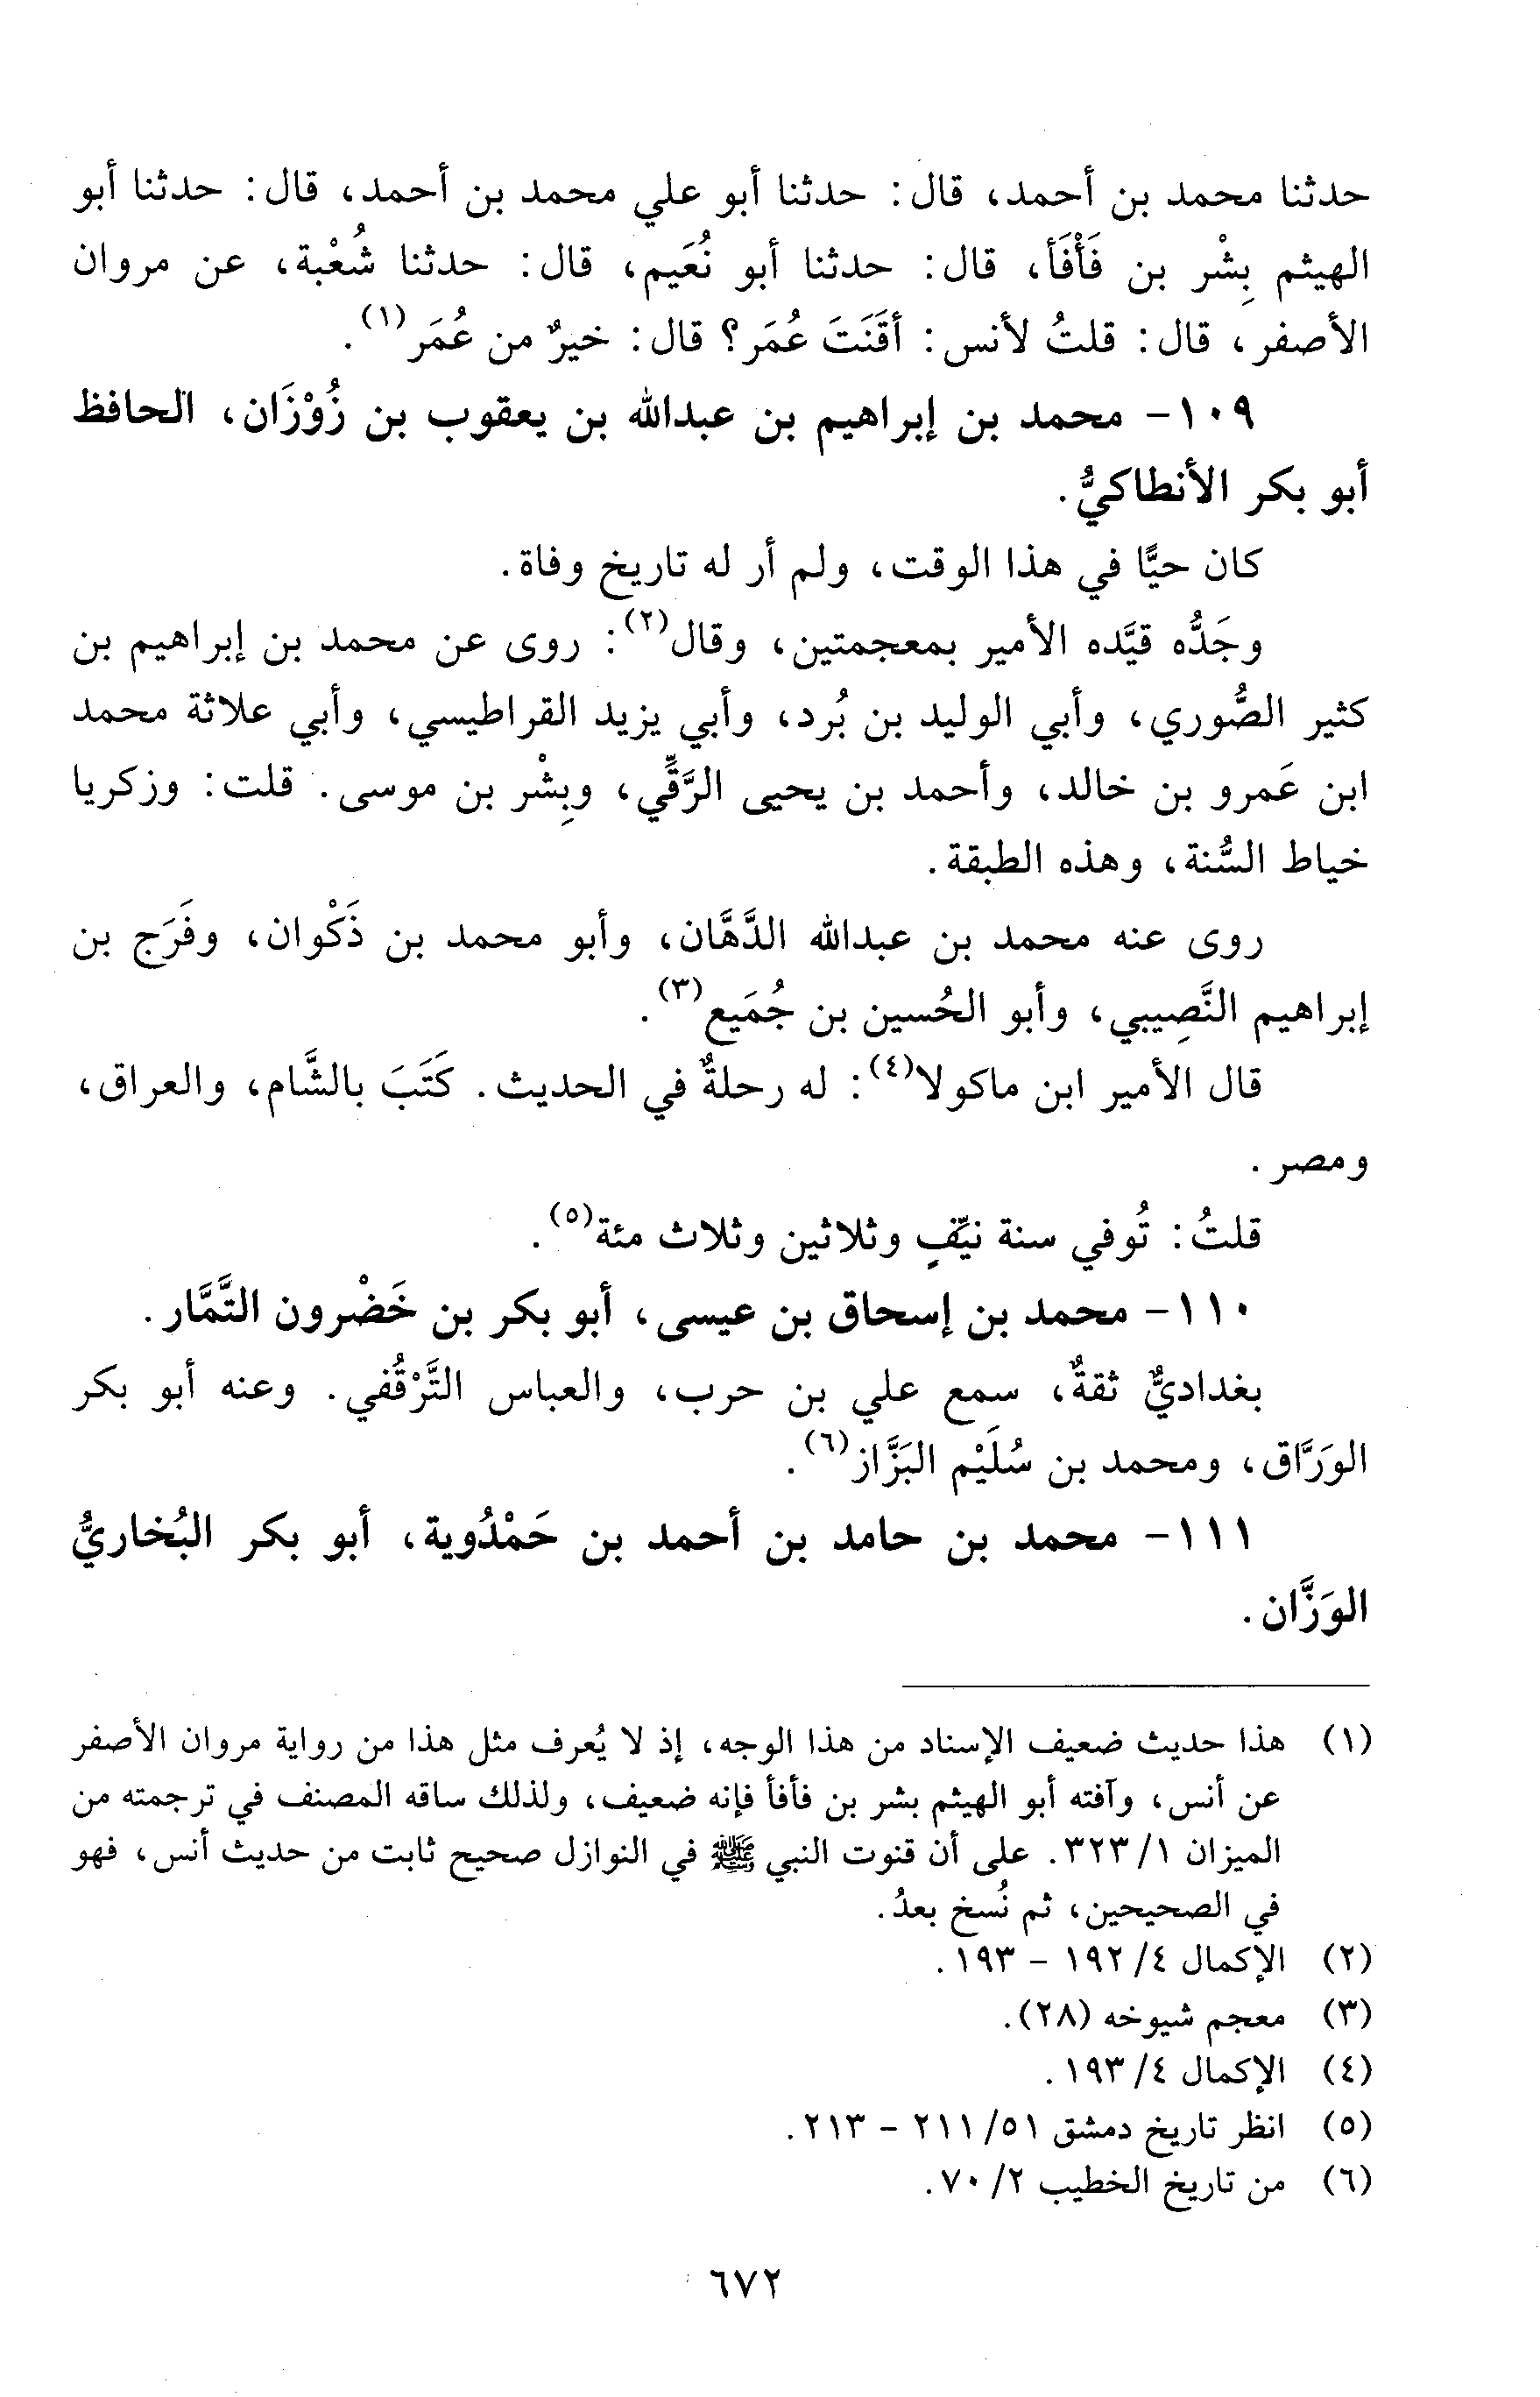 حدثنا محمد بن أحمد، قال: حدثنا أبو علي محمد بن أحمد، قال: حدثنا أبو
الهيثم بِشْر بن فَأْفَأ، قال: حدثنا أبو نُعَيم، قال: حدثنا شُعْبة، عن مروان
الأصفر، قال: قلتُ لأنس: أقَنَتَ عُمَر؟ قال: خيرٌ من عُمَر(١).
١٠٩- محمد بن إبراهيم بن عبدالله بن يعقوب بن زُوْزَان، الحافظ
أبو بكر الأنطاكيُّ.
كان حيًّا في هذا الوقت، ولم أر له تاريخ وفاة.
وجَدُّه قيَّده الأمير بمعجمتين، وقال(٢): روى عن محمد بن إبراهيم بن
كثير الصُّوري، وأبي الوليد بن بُرد، وأبي يزيد القراطيسي، وأبي علاثة محمد
ابن عَمرو بن خالد، وأحمد بن يحيى الرَّقِّي، وبِشْر بن موسى. قلت: وزكريا
خياط السُّنة، وهذه الطبقة.
روى عنه محمد بن عبدالله الدَّهَّان، وأبو محمد بن ذَكْوان، وفَرَج بن
إبراهيم النَّصِيبي، وأبو الحُسين بن جُمَيع(٣).
قال الأمير ابن ماكولا(٤): له رحلةٌ في الحديث. كَتَبَ بالشَّام، والعراق،
ومصر.
قلتُ: تُوفي سنة نيِّفٍ وثلاثين وثلاث مئة(٥).
١١٠- محمد بن إسحاق بن عيسى، أبو بكر بن خَضْرون التَّمَّار.
بغداديٌّ ثقةٌ، سمع علي بن حرب، والعباس التَّرْقُفي. وعنه أبو بكر
الوَرَّاق، ومحمد بن سُلَيْم البَزَّاز(٦).
١١١- محمد بن حامد بن أحمد بن حَمْدُوية، أبو بكر البُخاريُّ
الوَزَّان.
(١) هذا حديث ضعيف الإسناد من هذا الوجه، إذ لا يُعرف مثل هذا من رواية مروان الأصفر
عن أنس، وآفته أبو الهيثم بشر بن فأفأ فإنه ضعيف، ولذلك ساقه المصنف في ترجمته من
الميزان ١/ ٣٢٣. على أن قنوت النبي ﷺ في النوازل صحيح ثابت من حديث أنس، فهو
في الصحيحين، ثم نُسخ بعدُ.
(٢) الإكمال ٤/ ١٩٢ - ١٩٣.
(٣) معجم شيوخه (٢٨).
(٤) الإكمال ٤/ ١٩٣.
(٥) انظر تاريخ دمشق ٥١/ ٢١١ - ٢١٣.
(٦) من تاريخ الخطيب ٢/ ٧٠.
٦٧٢